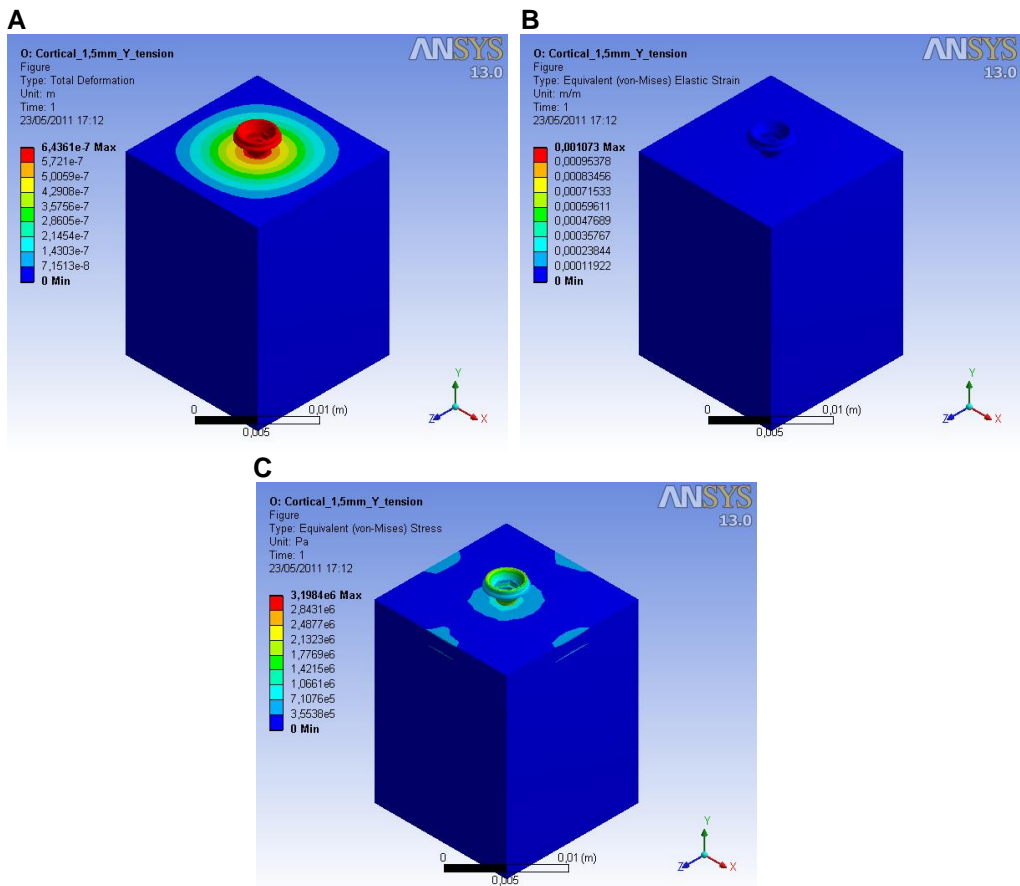 A
O: Cortical_1,5mm_Y_tension
Figure
Type: Total Deformation
Unit: m
Time: 1
23/05/2011 17:12
ANSYS
13.0
6,4361e-7 Max
5,721e-7
5,0059e-7
4,2908e-7
3,5756e-7
2,8605e-7
2,1454e-7
1,4303e-7
7,1513e-8
0 Min
0
0,01 (m)
0,005
Y
Z
X
B
O: Cortical_1,5mm_Y_tension
Figure
Type: Equivalent (von-Mises) Elastic Strain
Unit: m/m
Time: 1
23/05/2011 17:12
ANSYS
13.0
0,001073 Max
0,00095378
0,00083456
0,00071533
0,00059611
0,00047689
0,00035767
0,00023844
0,00011922
0 Min
0
0,01 (m)
0,005
Y
Z
X
C
O: Cortical_1,5mm_Y_tension
Figure
Type: Equivalent (von-Mises) Stress
Unit: Pa
Time: 1
23/05/2011 17:12
ANSYS
13.0
3,1984e6 Max
2,8431e6
2,4877e6
2,1323e6
1,7769e6
1,4215e6
1,0661e6
7,1076e5
3,5538e5
0 Min
0
0,01 (m)
0,005
Y
Z
X